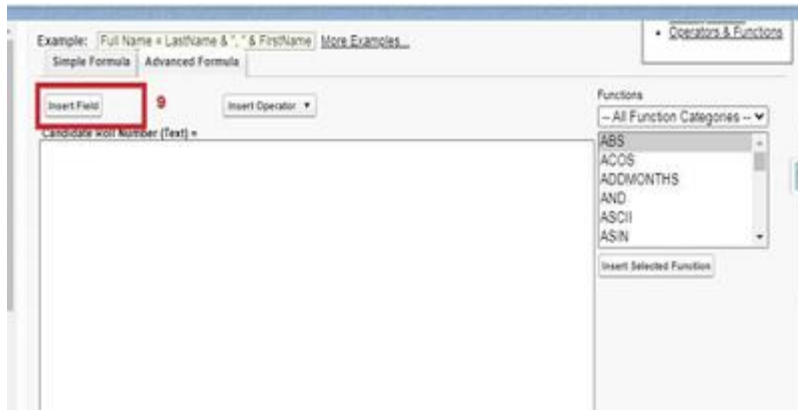 Operators & Functions
Example: Full Name = LastName & ", " & FirstName More Examples...
Simple Formula Advanced Formula
Insert Field 9 Insert Operator ▼
Functions
-- All Function Categories --
Candidate Roll Number (Text) =
ABS
ACOS
ADDMONTHS
AND
ASCII
ASIN
Insert Selected Function